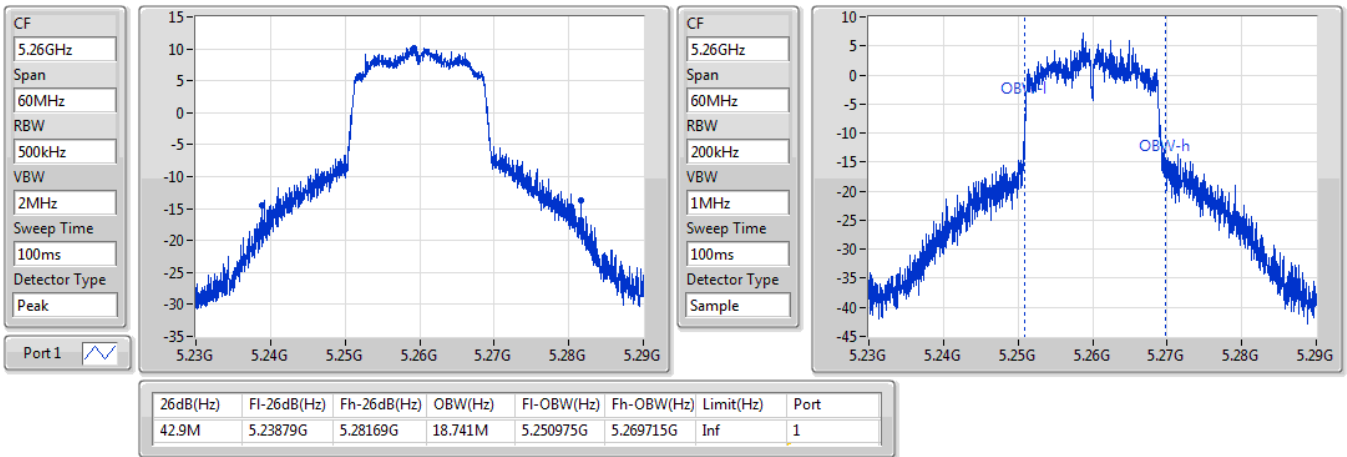 CF
5.26GHz
Span
60MHz
RBW
500kHz
VBW
2MHz
Sweep Time
100ms
Detector Type
Peak
Port 1
15-
10-
5-
0-
-5-
-10-
-15-
-20-
-25-
-30-
-35-
5.23G 5.24G 5.25G 5.26G 5.27G 5.28G 5.29G
CF
5.26GHz
Span
60MHz
RBW
200kHz
VBW
1MHz
Sweep Time
100ms
Detector Type
Sample
10-
5-
0-
-5-
-10-
-15-
-20-
-25-
-30-
-35-
-40-
-45-
OBW-l
OBW-h
5.23G 5.24G 5.25G 5.26G 5.27G 5.28G 5.29G
26dB(Hz) Fl-26dB(Hz) Fh-26dB(Hz) OBW(Hz) Fl-OBW(Hz) Fh-OBW(Hz) Limit(Hz) Port
42.9M 5.23879G 5.28169G 18.741M 5.250975G 5.269715G Inf 1